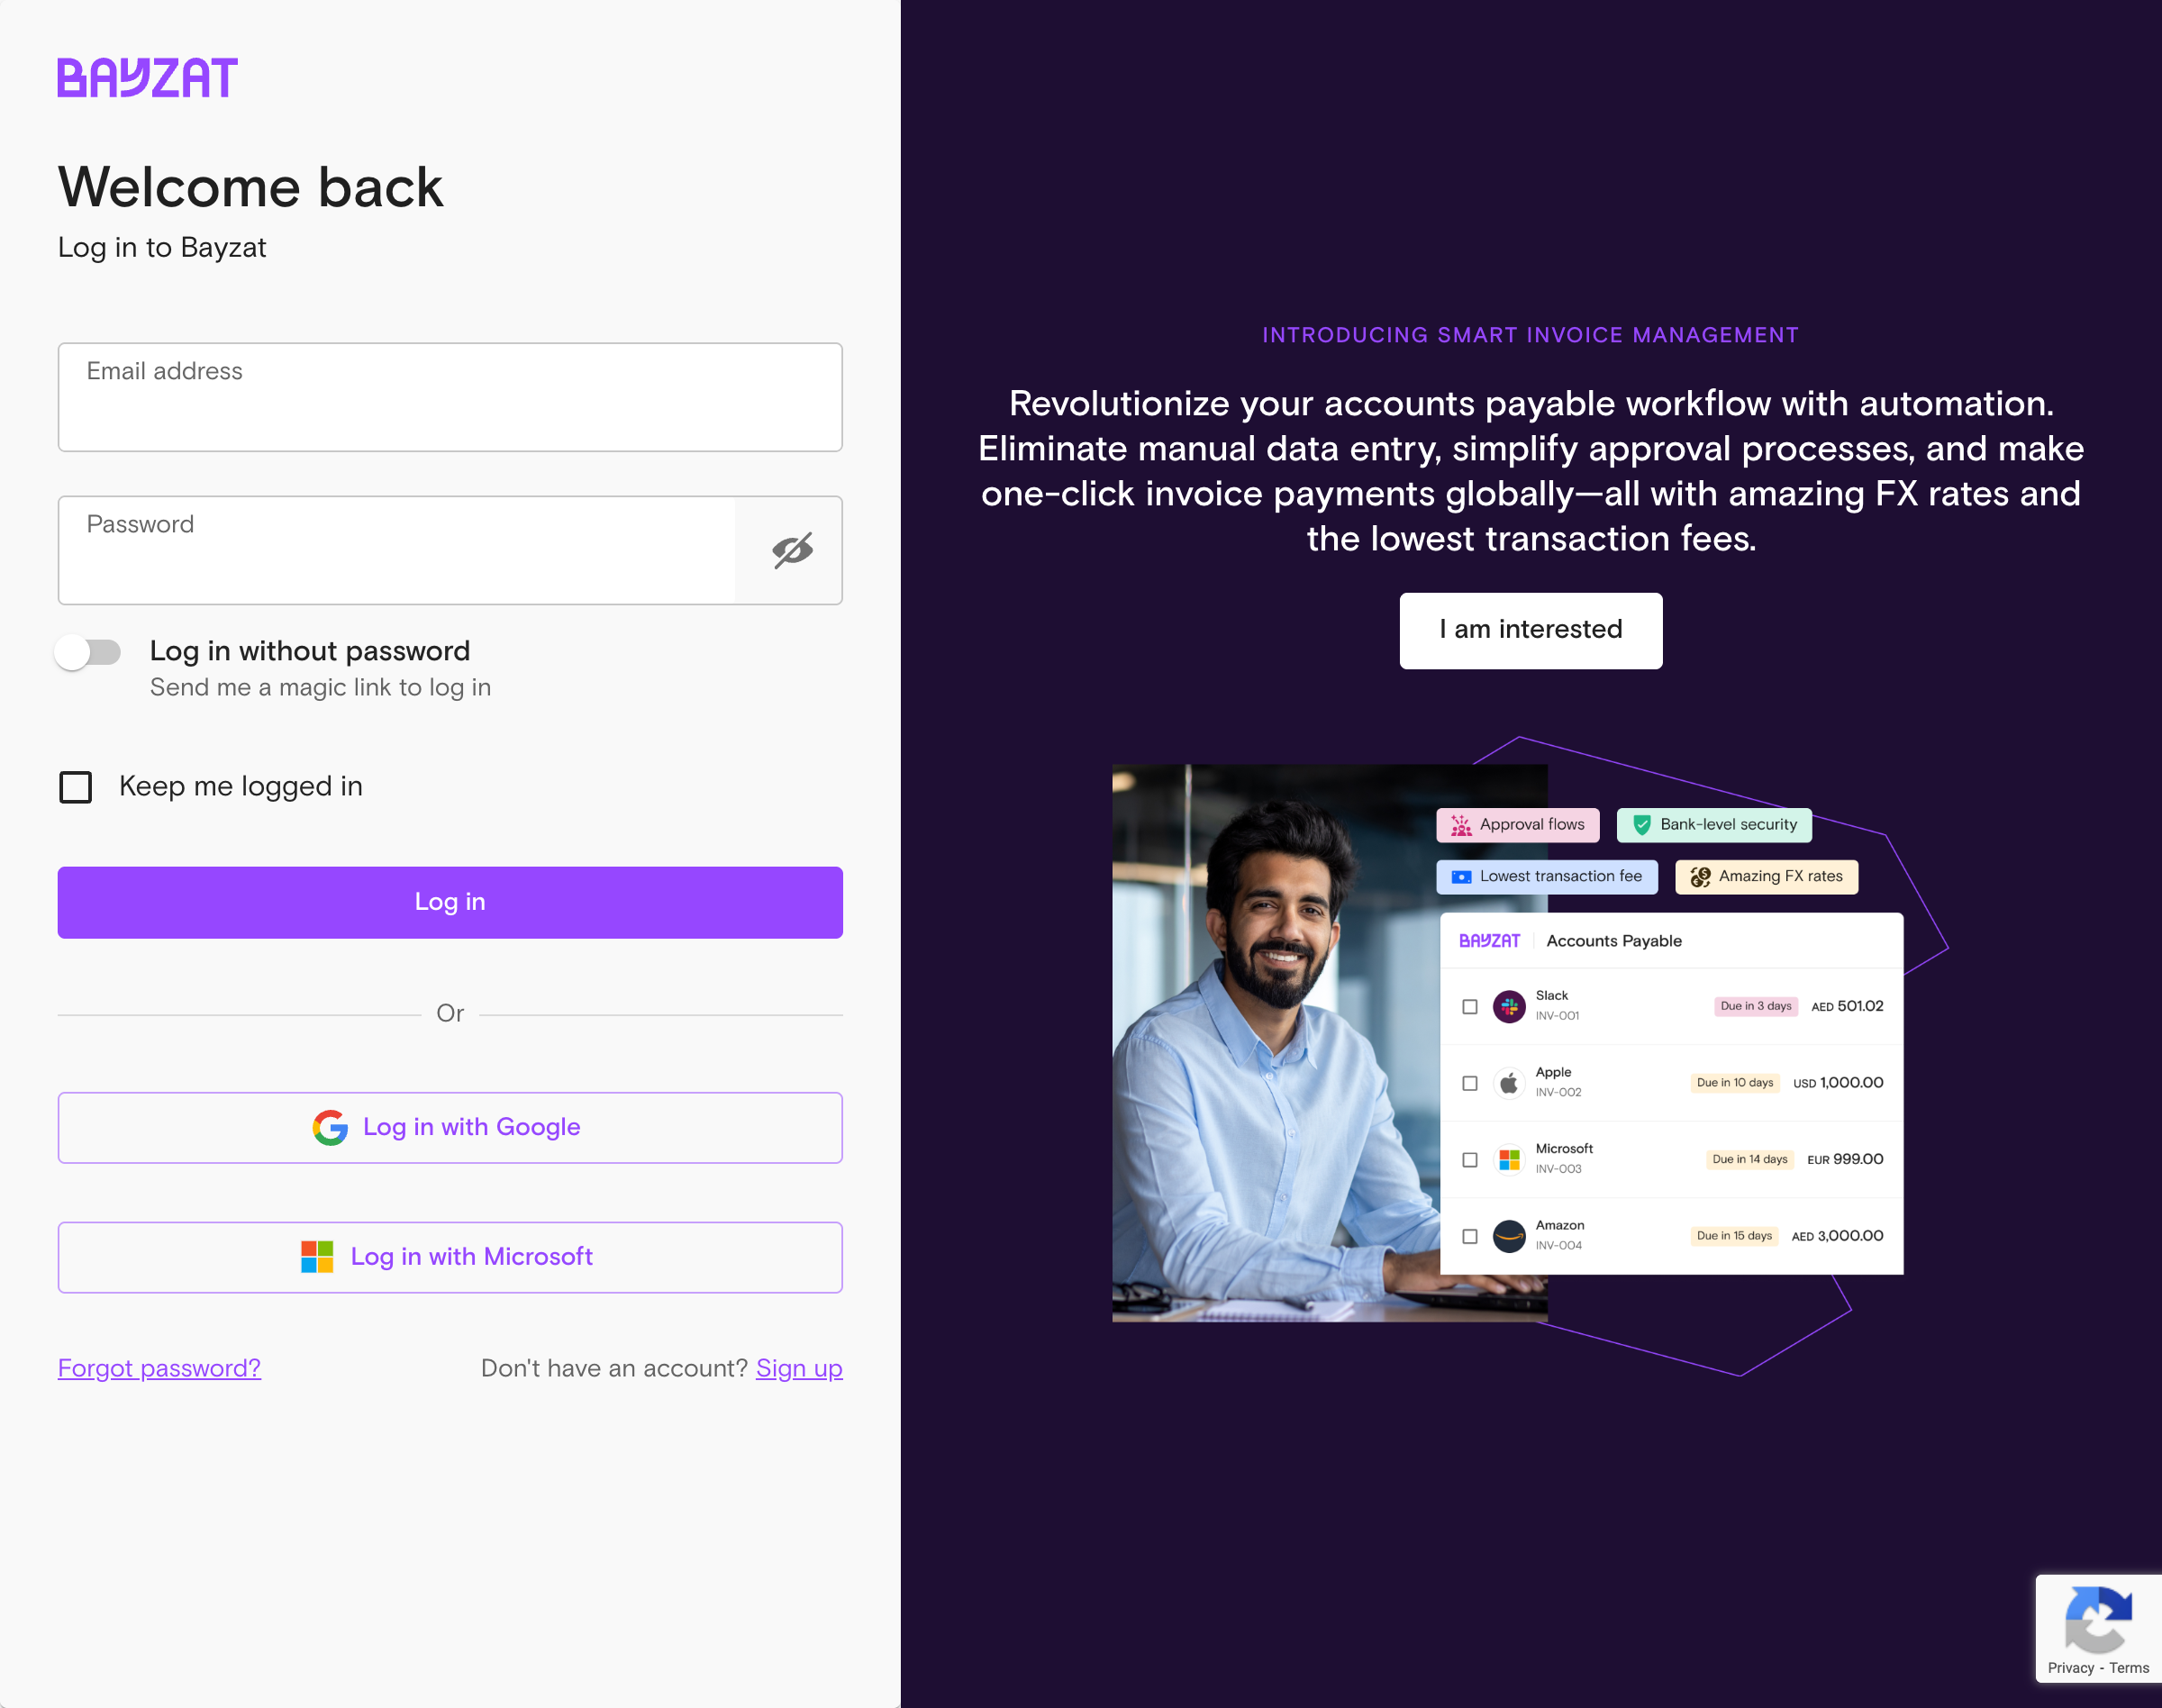 BAYZAT
Welcome back
Log in to Bayzat
Email address
Password
Log in without password
Send me a magic link to log in
Keep me logged in
Log in
Or
Log in with Google
Log in with Microsoft
Forgot password?
Don't have an account? Sign up
INTRODUCING SMART INVOICE MANAGEMENT
Revolutionize your accounts payable workflow with automation.
Eliminate manual data entry, simplify approval processes, and make
one-click invoice payments globally—all with amazing FX rates and
the lowest transaction fees.
I am interested
Approval flows
Bank-level security
Lowest transaction fee
Amazing FX rates
BAYZAT Accounts Payable
Slack
INV-001
Due in 3 days
AED 501.02
Apple
INV-002
Due in 10 days
USD 1,000.00
Microsoft
INV-003
Due in 14 days
EUR 999.00
Amazon
INV-004
Due in 15 days
AED 3,000.00
Privacy - Terms